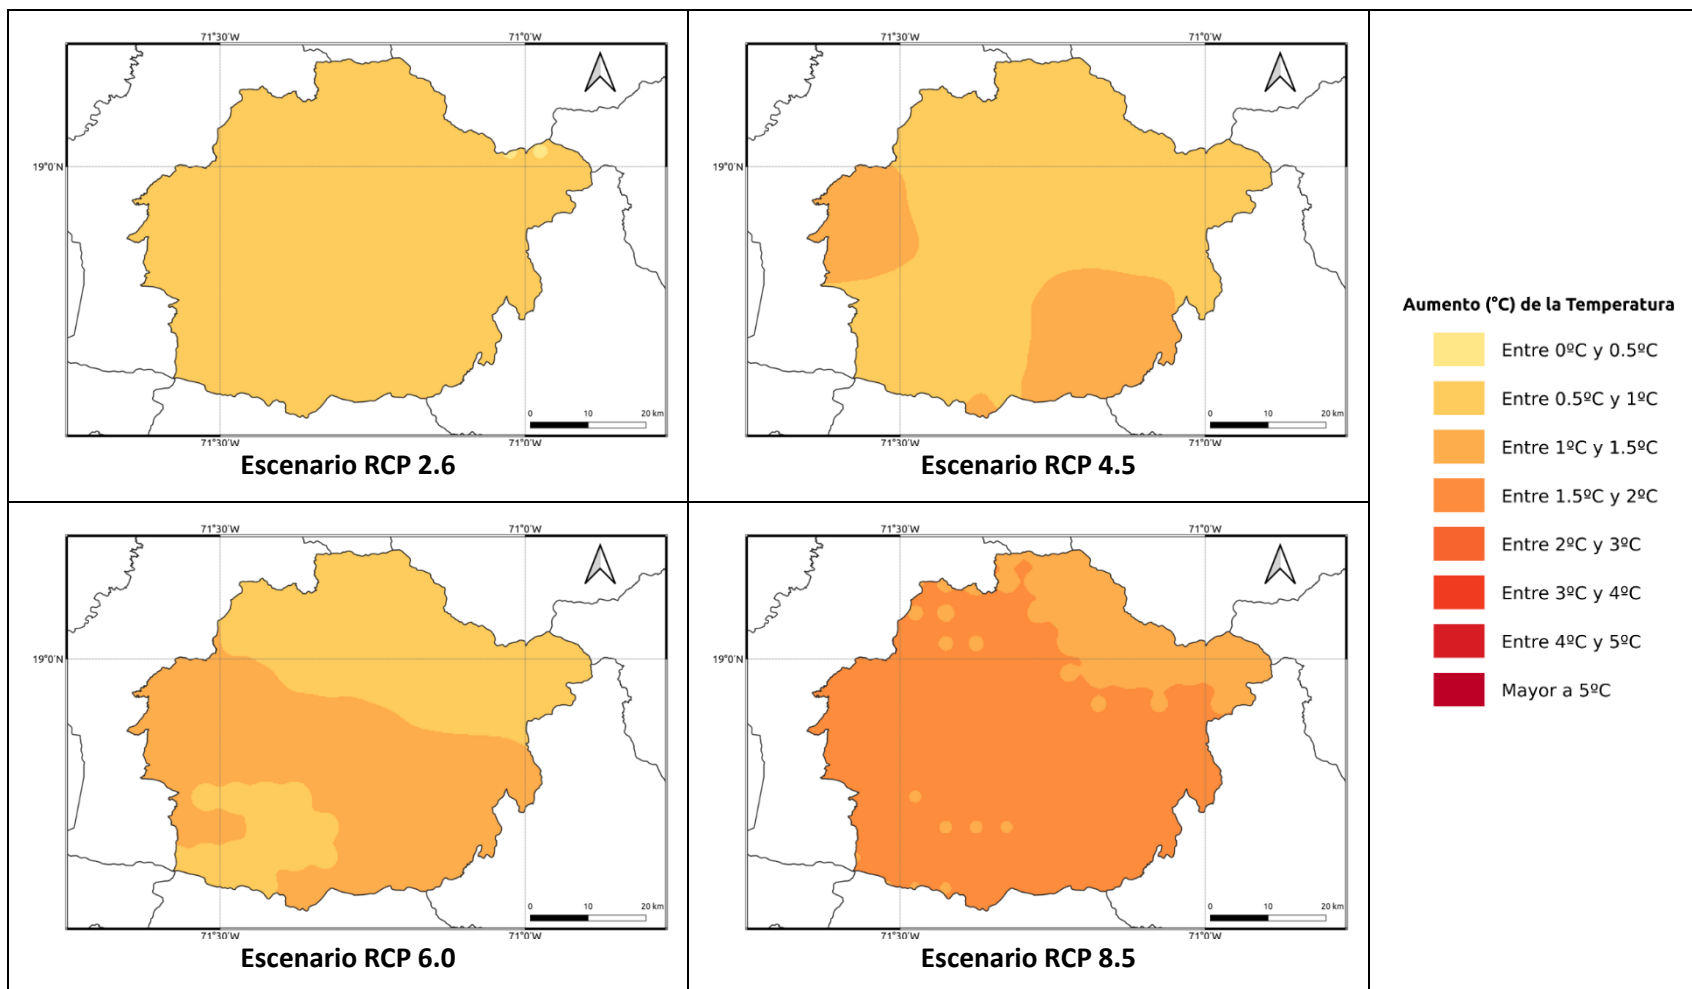 71°30'W 71°0'W
19°0'N
0 10 20 km
71°30'W 71°0'W
Escenario RCP 2.6
71°30'W 71°0'W
19°0'N
0 10 20 km
71°30'W 71°0'W
Escenario RCP 4.5
71°30'W 71°0'W
19°0'N
0 10 20 km
71°30'W 71°0'W
Escenario RCP 6.0
71°30'W 71°0'W
19°0'N
0 10 20 km
71°30'W 71°0'W
Escenario RCP 8.5
Aumento (°C) de la Temperatura
Entre 0ºC y 0.5ºC
Entre 0.5ºC y 1ºC
Entre 1ºC y 1.5ºC
Entre 1.5ºC y 2ºC
Entre 2ºC y 3ºC
Entre 3ºC y 4ºC
Entre 4ºC y 5ºC
Mayor a 5ºC